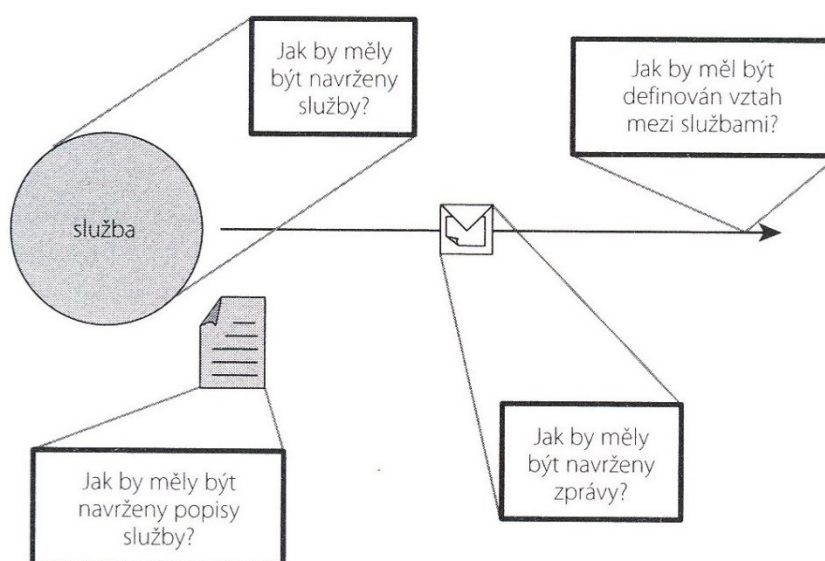 Jak by měly
být navrženy
služby?
Jak by měl být
definován vztah
mezi službami?
služba
Jak by měly být
navrženy popisy
služby?
Jak by měly
být navrženy
zprávy?